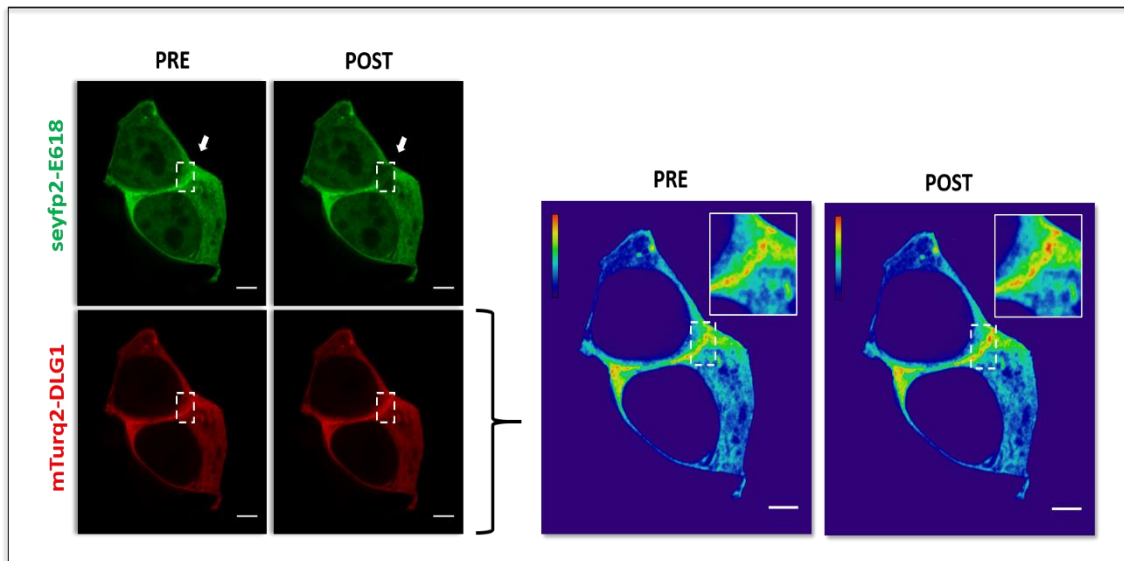 PRE
POST
seyfp2-E618
mTurq2-DLG1
PRE
POST